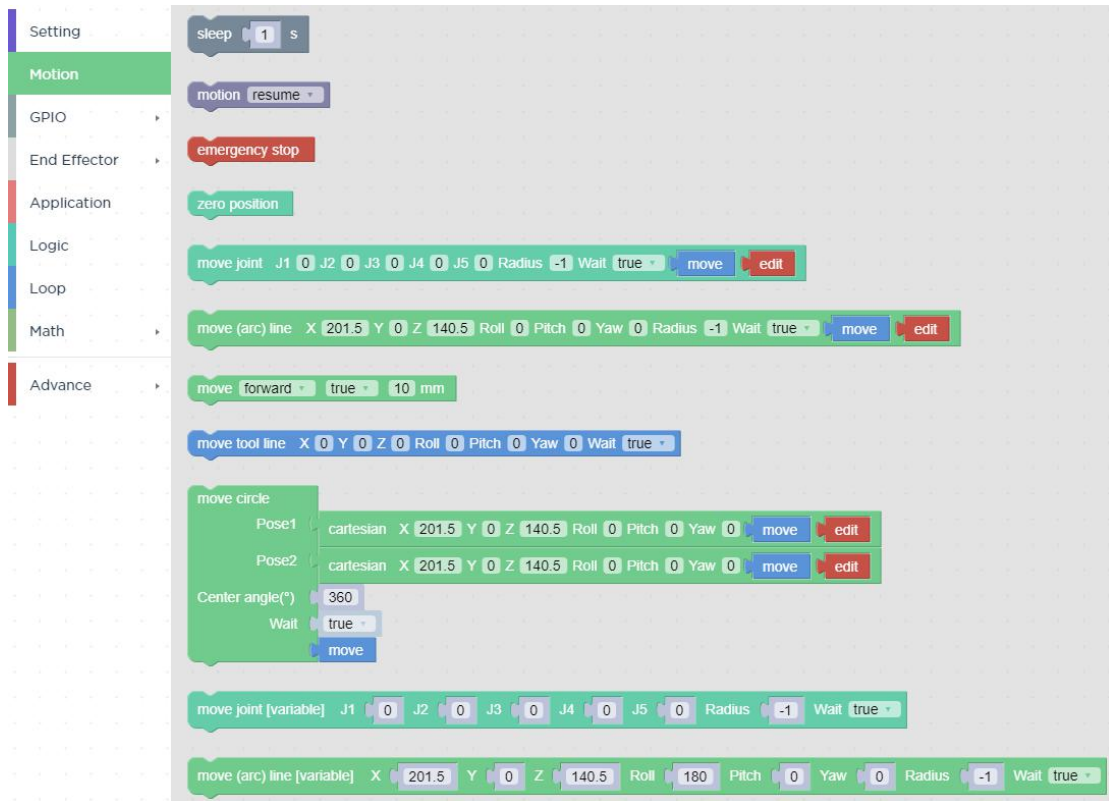 Setting
Motion
GPIO
End Effector
Application
Logic
Loop
Math
Advance
sleep 1 s
motion resume
emergency stop
zero position
move joint J1 0 J2 0 J3 0 J4 0 J5 0 Radius -1 Wait true move edit
move (arc) line X 201.5 Y 0 Z 140.5 Roll 0 Pitch 0 Yaw 0 Radius -1 Wait true move edit
move forward true 10 mm
move tool line X 0 Y 0 Z 0 Roll 0 Pitch 0 Yaw 0 Wait true
move circle
Pose1 cartesian X 201.5 Y 0 Z 140.5 Roll 0 Pitch 0 Yaw 0 move edit
Pose2 cartesian X 201.5 Y 0 Z 140.5 Roll 0 Pitch 0 Yaw 0 move edit
Center angle(°) 360
Wait true
move
move joint [variable] J1 0 J2 0 J3 0 J4 0 J5 0 Radius -1 Wait true
move (arc) line [variable] X 201.5 Y 0 Z 140.5 Roll 180 Pitch 0 Yaw 0 Radius -1 Wait true